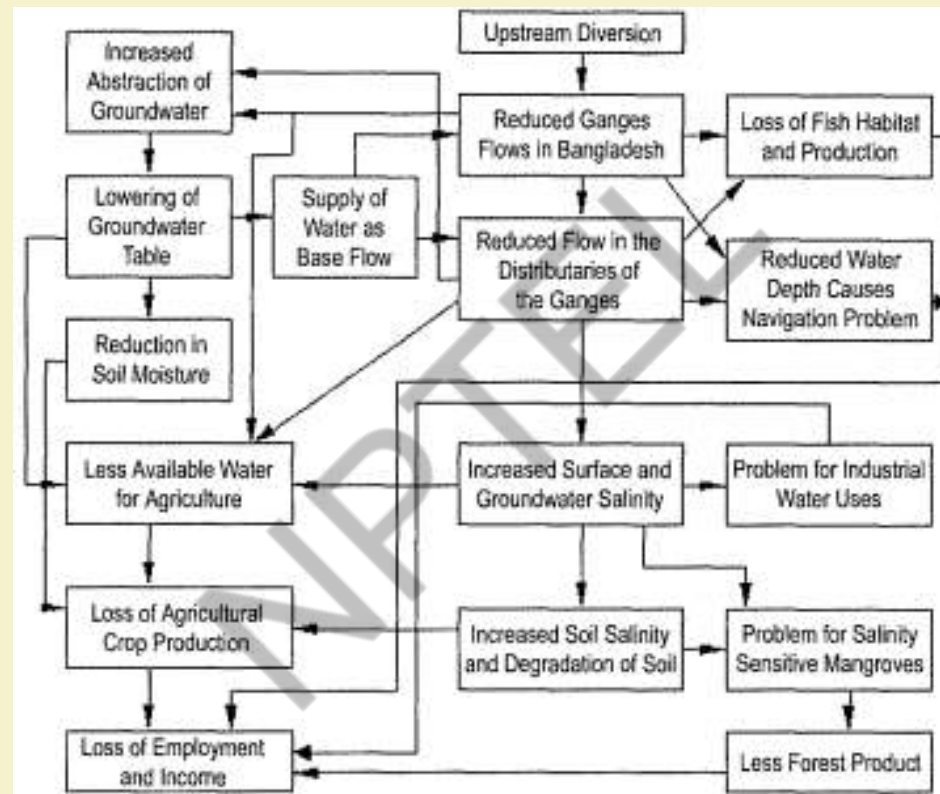 Upstream Diversion
Increased
Abstraction of
Groundwater
Reduced Ganges
Flows in Bangladesh
Loss of Fish Habitat
and Production
Lowering of
Groundwater
Table
Supply of
Water as
Base Flow
Reduced Flow in the
Distributaries of
the Ganges
Reduced Water
Depth Causes
Navigation Problem
Reduction in
Soil Moisture
Less Available Water
for Agriculture
Increased Surface and
Groundwater Salinity
Problem for Industrial
Water Uses
Loss of Agricultural
Crop Production
Increased Soil Salinity
and Degradation of Soil
Problem for Salinity
Sensitive Mangroves
Loss of Employment
and Income
Less Forest Product
NPTEL